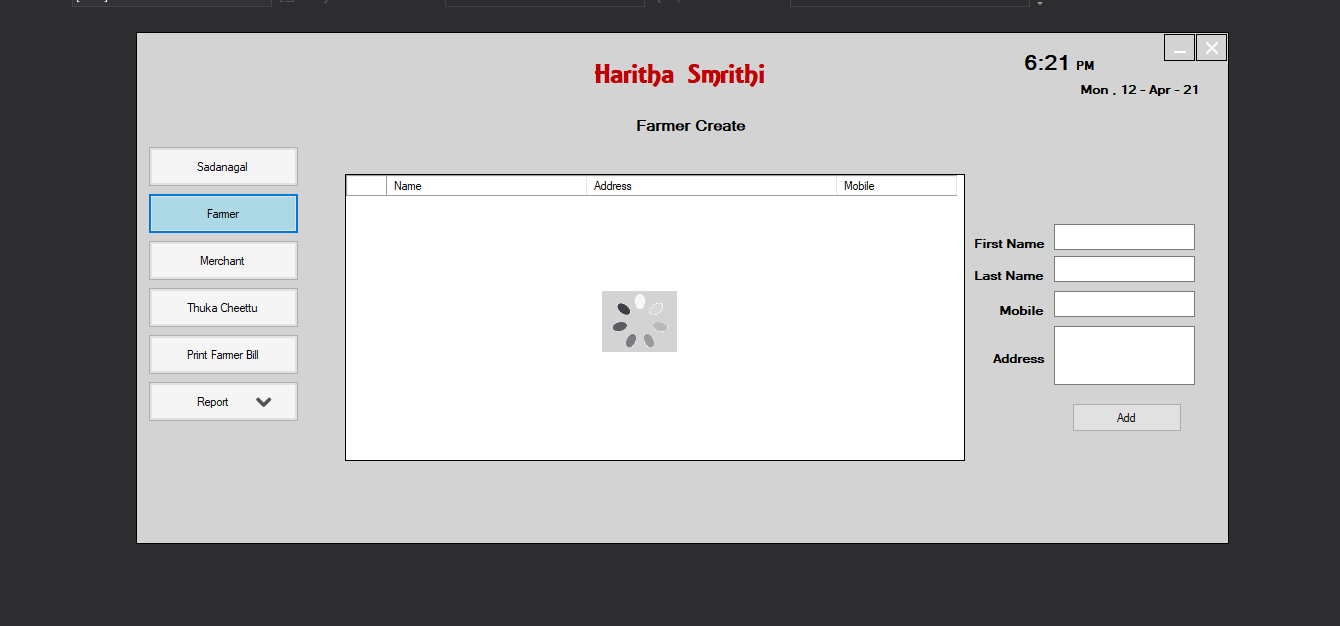 Haritha Smrithi
6:21 PM
Mon , 12 - Apr - 21
Farmer Create
Sadanagal
Farmer
Merchant
Thuka Cheettu
Print Farmer Bill
Report
Name Address Mobile
First Name
Last Name
Mobile
Address
Add